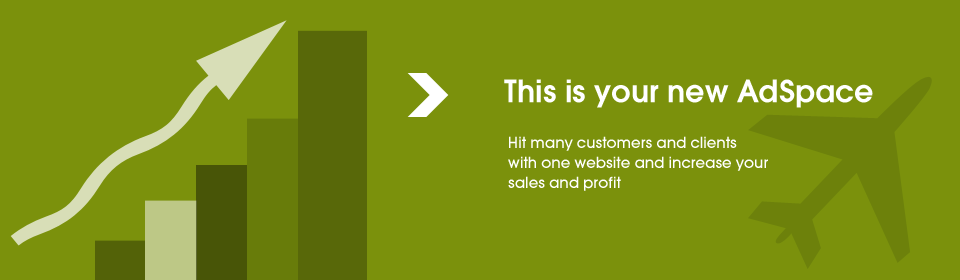 This is your new AdSpace
Hit many customers and clients
with one website and increase your
sales and profit